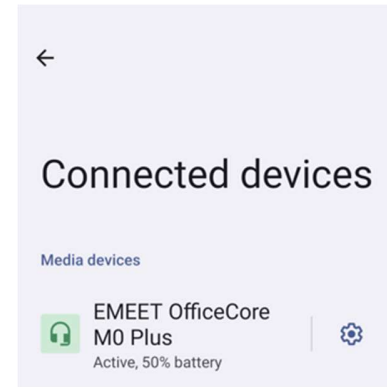 Connected devices
Media devices
EMEET OfficeCore
M0 Plus
Active, 50% battery